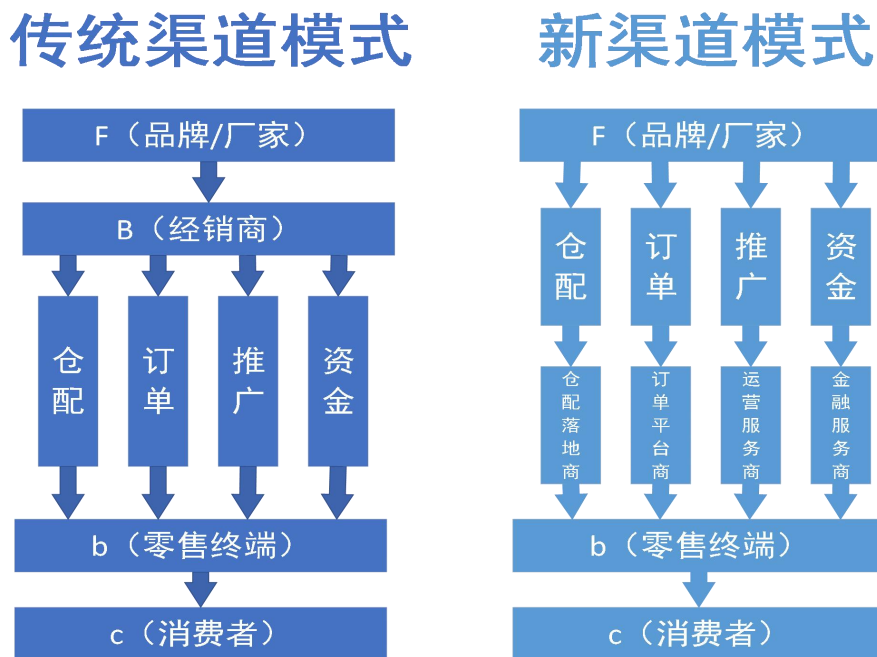 传统渠道模式
F（品牌/厂家）
B（经销商）
仓配
订单
推广
资金
b（零售终端）
c（消费者）
新渠道模式
F（品牌/厂家）
仓配
订单
推广
资金
仓配落地商
订单平台商
运营服务商
金融服务商
b（零售终端）
c（消费者）